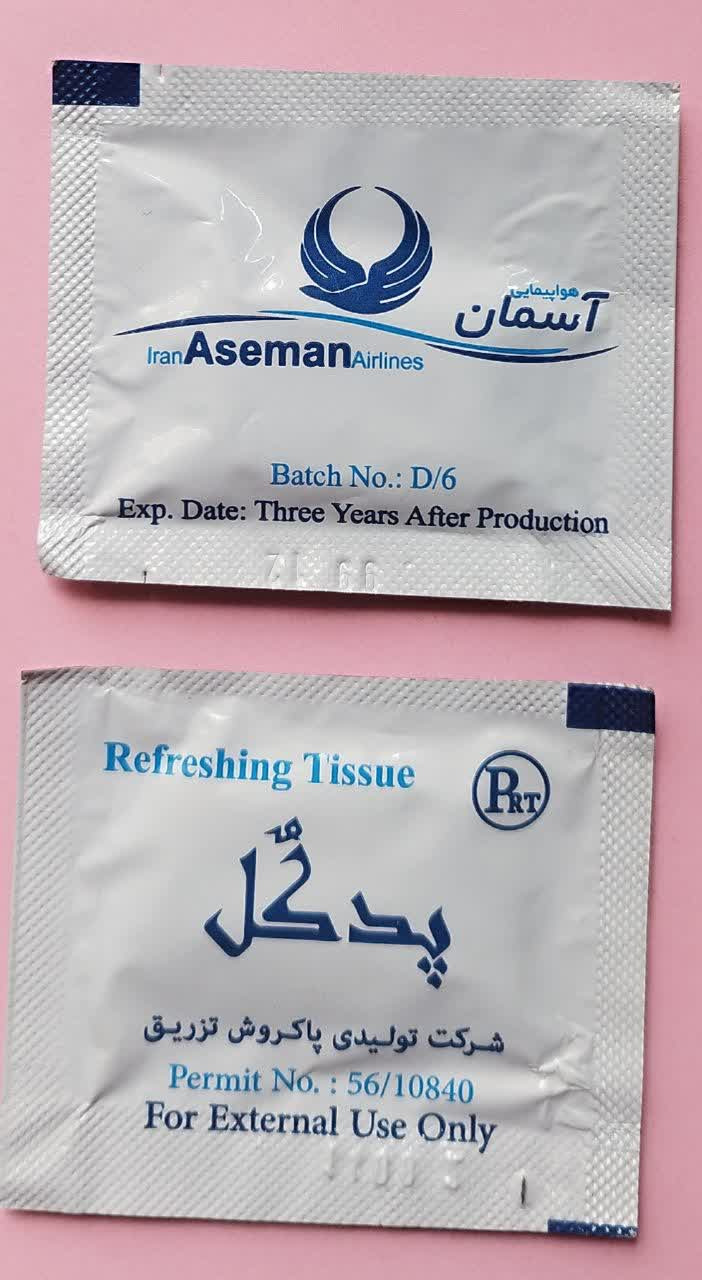 هواپیمایی
آسمان
Iran Aseman Airlines
Batch No.: D/6
Exp. Date: Three Years After Production
Refreshing Tissue
PRT
پدگُل
شرکت تولیدی پاکروش تزریق
Permit No. : 56/10840
For External Use Only